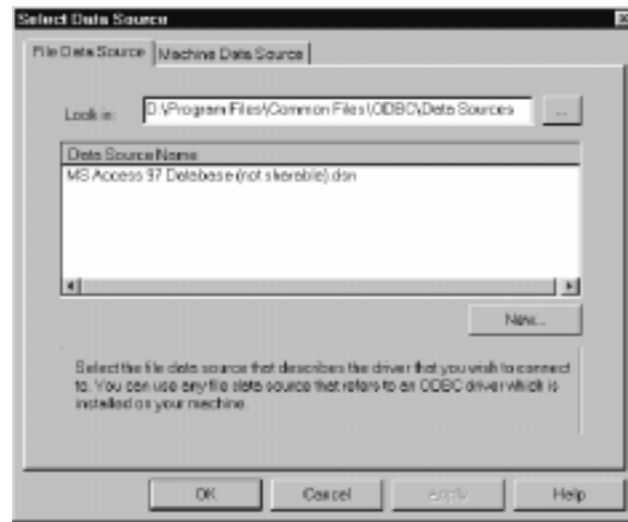 Select Data Source
File Data Source
Machine Data Source
Look in:
D:\Program Files\Common Files\ODBC\Data Sources
...
Data Source Name
MS Access 97 Database (not sharable).dsn
New...
Select the file data source that describes the driver that you wish to connect
to. You can use any file data source that refers to an ODBC driver which is
installed on your machine.
OK
Cancel
Apply
Help